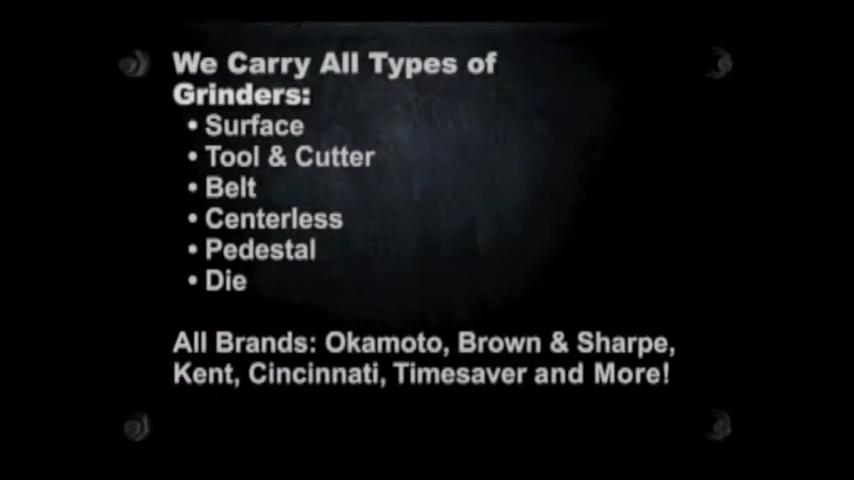 We Carry All Types of
Grinders:
• Surface
• Tool & Cutter
• Belt
• Centerless
• Pedestal
• Die
All Brands: Okamoto, Brown & Sharpe,
Kent, Cincinnati, Timesaver and More!